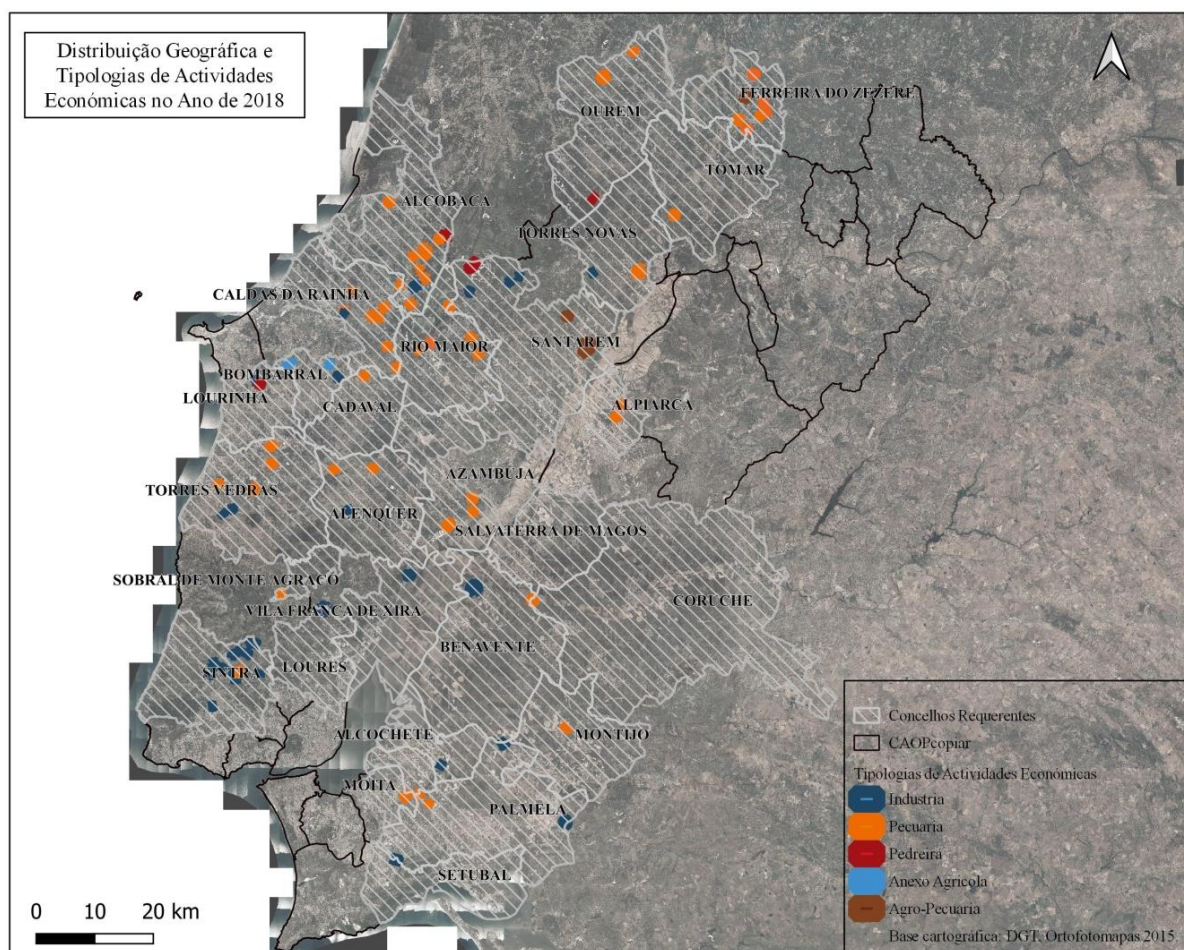 Distribuição Geográfica e
Tipologias de Actividades
Económicas no Ano de 2018
OUREM
FERREIRA DO ZEZERE
TOMAR
ALCOBACA
TORRES NOVAS
CALDAS DA RAINHA
RIO MAIOR
SANTAREM
BOMBARRAL
LOURINHA
CADAVAL
ALPIARCA
AZAMBUJA
TORRES VEDRAS
ALENQUER
SALVATERRA DE MAGOS
SOBRAL DE MONTE AGRACO
VILA FRANCA DE XIRA
CORUCHE
BENAVENTE
SINTRA
LOURES
ALCOCHETE
MONTIJO
MOITA
PALMELA
SETUBAL
0 10 20 km
Concelhos Requerentes
CAOPcopiar
Tipologias de Actividades Económicas
Industria
Pecuaria
Pedreira
Anexo Agricola
Agro-Pecuaria
Base cartográfica: DGT. Ortofotomapas 2015